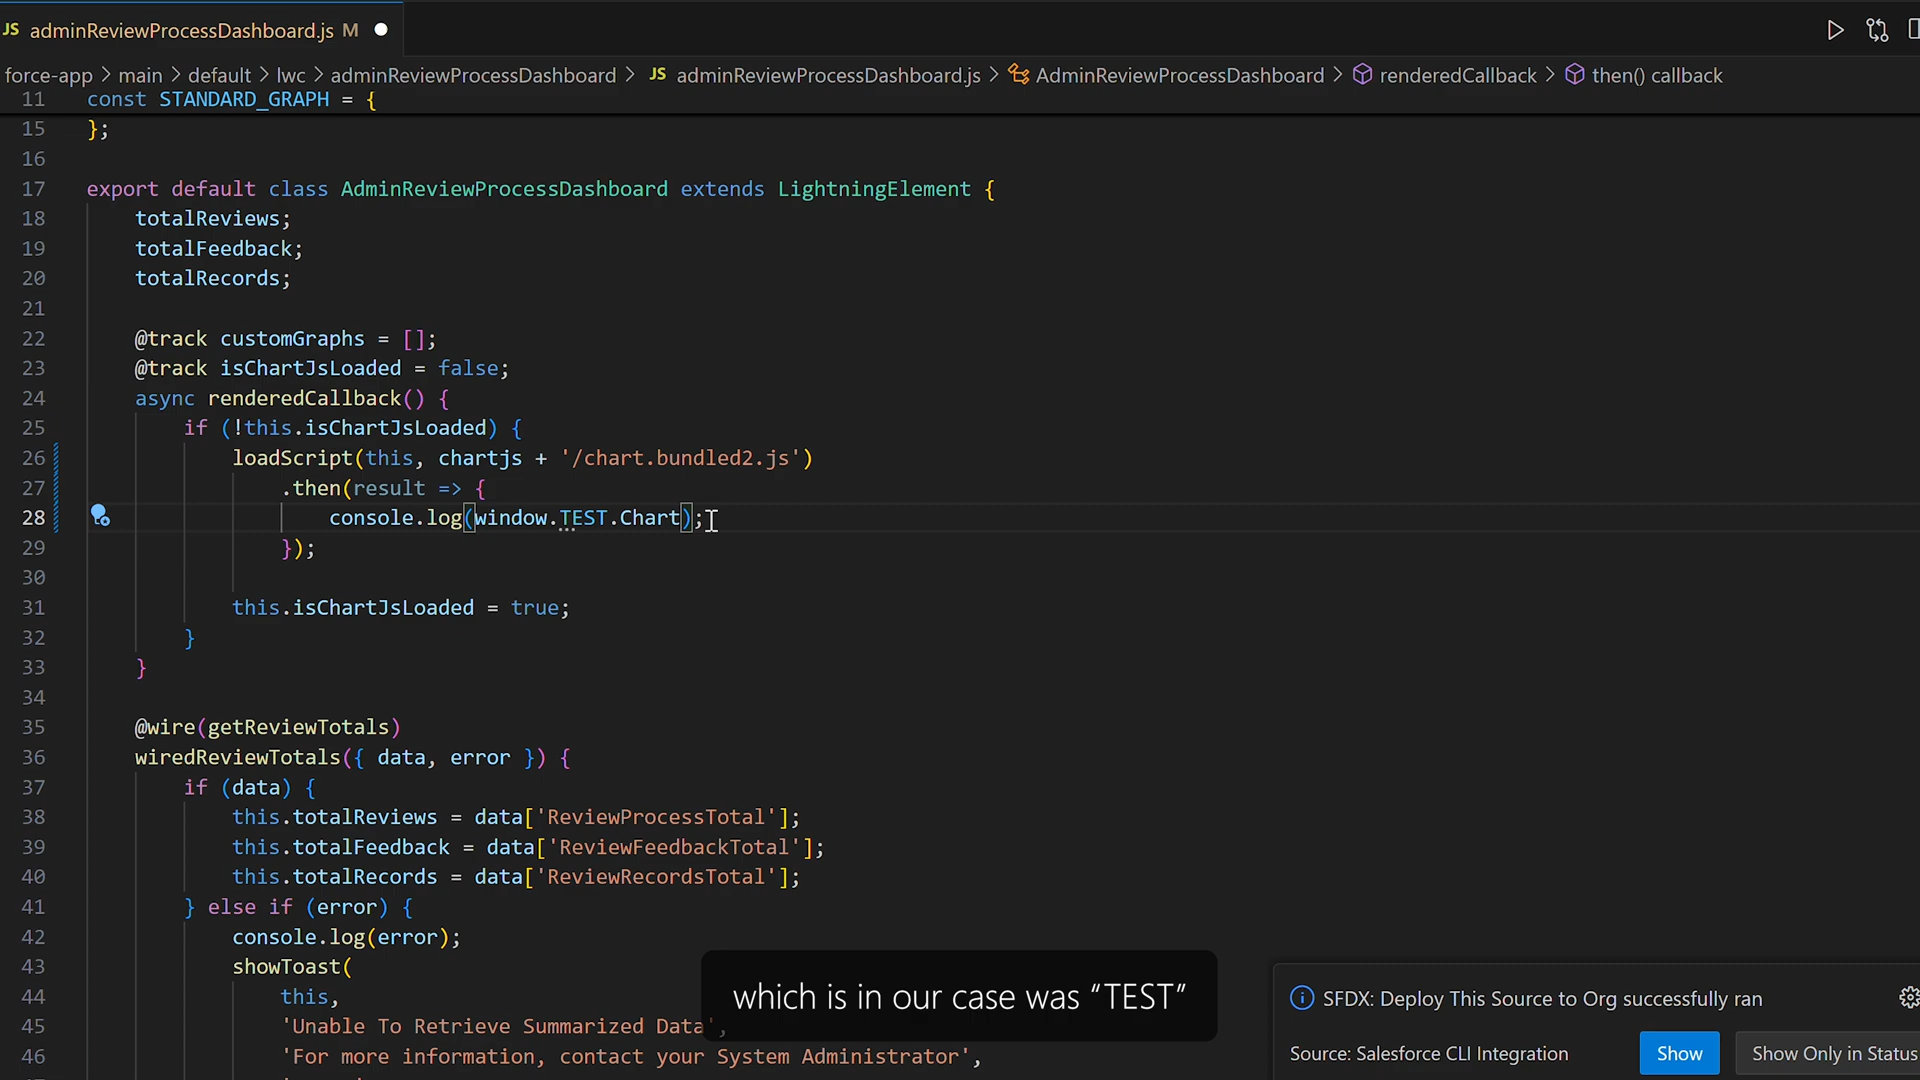 JS adminReviewProcessDashboard.js M
force-app > main > default > lwc > adminReviewProcessDashboard > JS adminReviewProcessDashboard.js > AdminReviewProcessDashboard > renderedCallback > then() callback
11 const STANDARD_GRAPH = {
15 };
16
17 export default class AdminReviewProcessDashboard extends LightningElement {
18 totalReviews;
19 totalFeedback;
20 totalRecords;
21
22 @track customGraphs = [];
23 @track isChartJsLoaded = false;
24 async renderedCallback() {
25 if (!this.isChartJsLoaded) {
26 loadScript(this, chartjs + '/chart.bundled2.js')
27 .then(result => {
28 console.log(window.TEST.Chart);
29 });
30
31 this.isChartJsLoaded = true;
32 }
33 }
34
35 @wire(getReviewTotals)
36 wiredReviewTotals({ data, error }) {
37 if (data) {
38 this.totalReviews = data['ReviewProcessTotal'];
39 this.totalFeedback = data['ReviewFeedbackTotal'];
40 this.totalRecords = data['ReviewRecordsTotal'];
41 } else if (error) {
42 console.log(error);
43 showToast(
44 this,
45 'Unable To Retrieve Summarized Data',
46 'For more information, contact your System Administrator',
which is in our case was “TEST”
SFDX: Deploy This Source to Org successfully ran
Source: Salesforce CLI Integration
Show
Show Only in Status